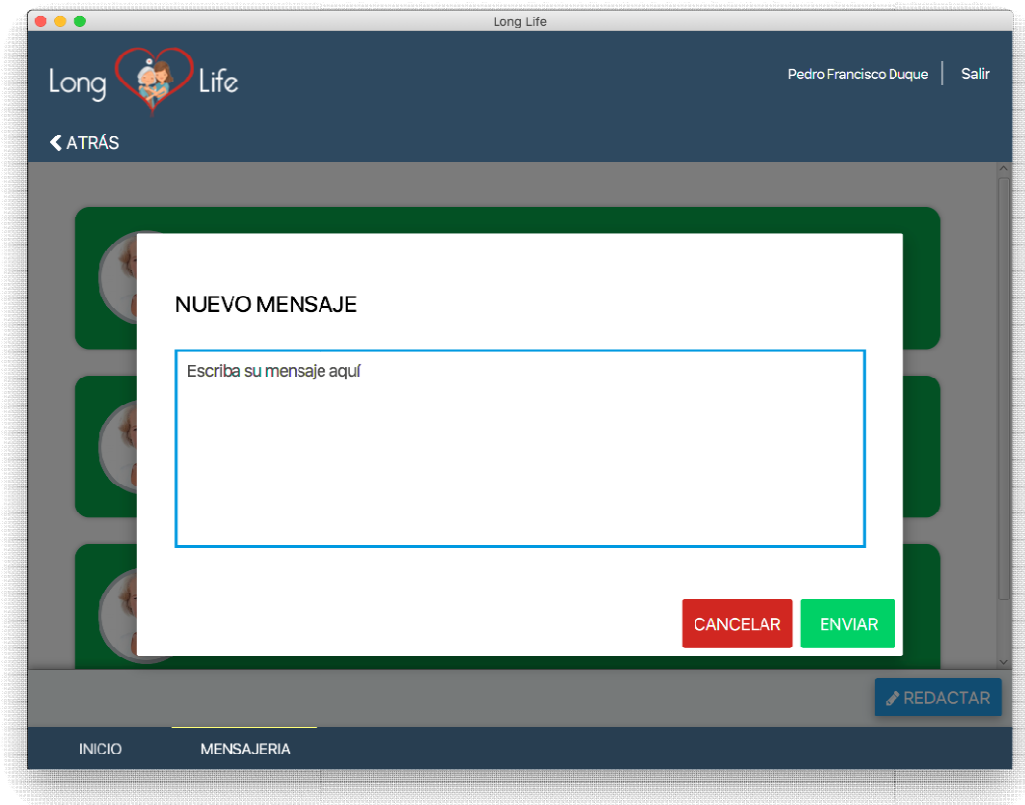 Long Life
Long Life
Pedro Francisco Duque
Salir
ATRÁS
NUEVO MENSAJE
Escriba su mensaje aquí
CANCELAR
ENVIAR
REDACTAR
INICIO
MENSAJERIA